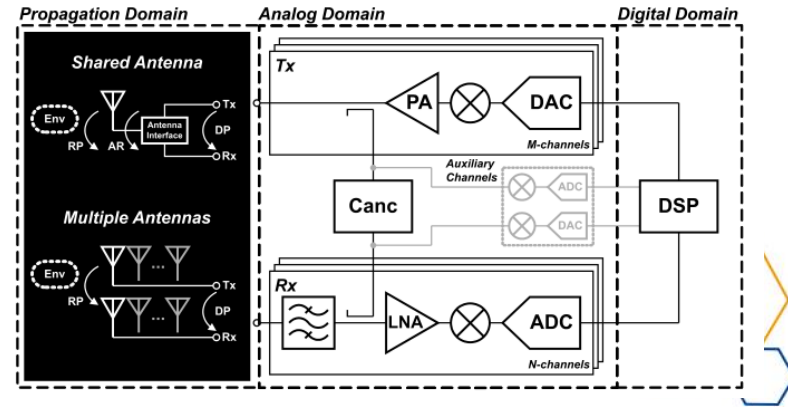 Propagation Domain
Analog Domain
Digital Domain
Shared Antenna
Env
RP
AR
Antenna
Interface
Tx
DP
Rx
Multiple Antennas
Env
RP
...
Tx
...
DP
Rx
Tx
PA
DAC
M-channels
Auxiliary
Channels
ADC
DAC
Canc
DSP
Rx
LNA
ADC
N-channels